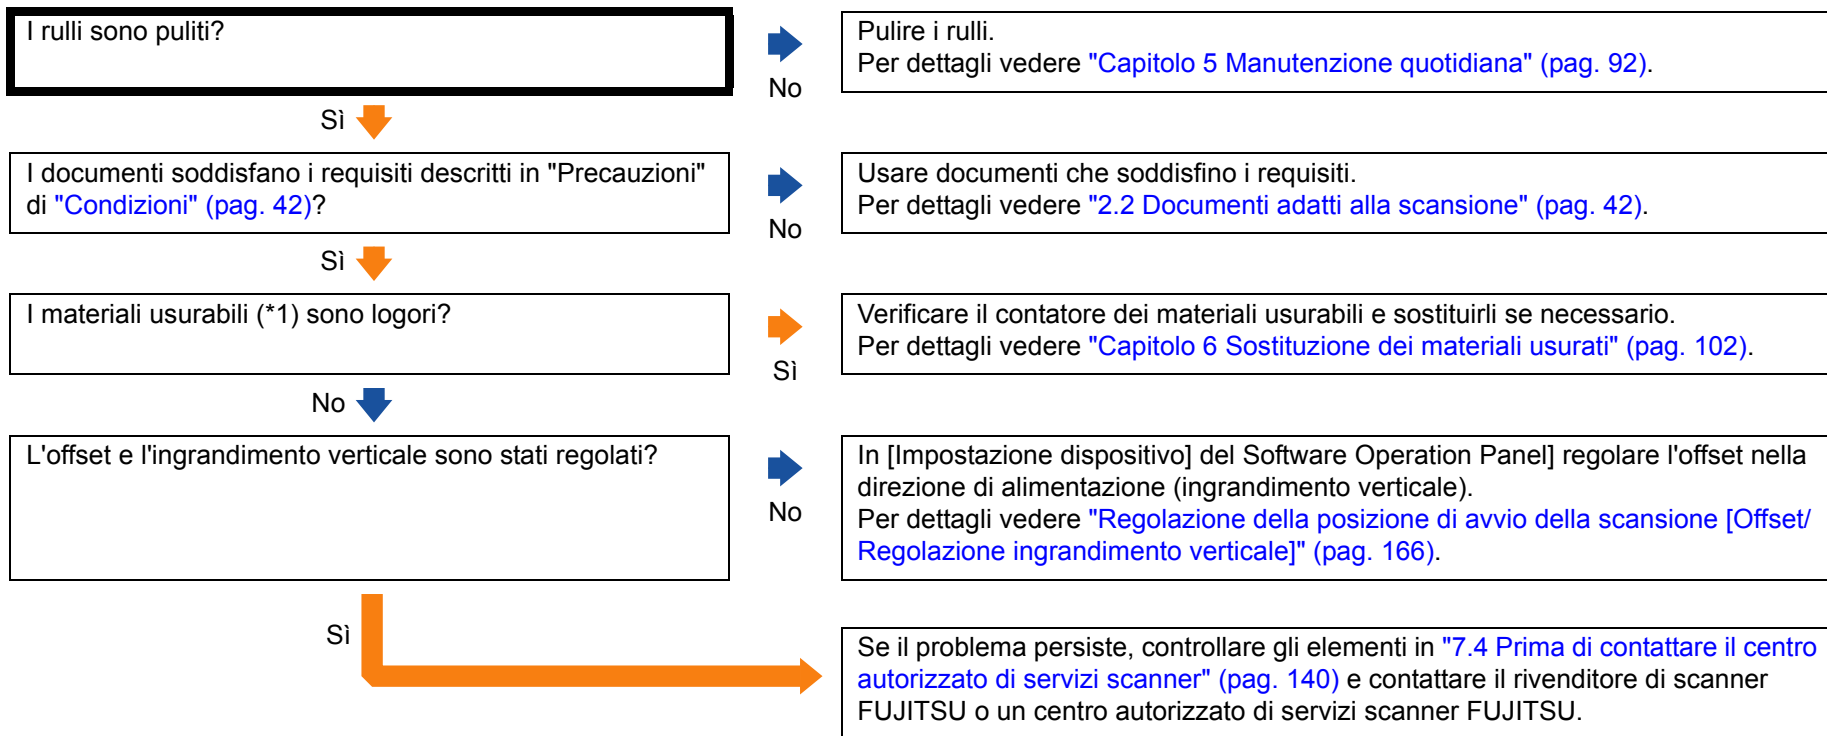 I rulli sono puliti?
No
Pulire i rulli.
Per dettagli vedere "Capitolo 5 Manutenzione quotidiana" (pag. 92).
Sì
I documenti soddisfano i requisiti descritti in "Precauzioni"
di "Condizioni" (pag. 42)?
No
Usare documenti che soddisfino i requisiti.
Per dettagli vedere "2.2 Documenti adatti alla scansione" (pag. 42).
Sì
I materiali usurabili (*1) sono logori?
Sì
Verificare il contatore dei materiali usurabili e sostituirli se necessario.
Per dettagli vedere "Capitolo 6 Sostituzione dei materiali usurati" (pag. 102).
No
L'offset e l'ingrandimento verticale sono stati regolati?
No
In [Impostazione dispositivo] del Software Operation Panel] regolare l'offset nella
direzione di alimentazione (ingrandimento verticale).
Per dettagli vedere "Regolazione della posizione di avvio della scansione [Offset/
Regolazione ingrandimento verticale]" (pag. 166).
Sì
Se il problema persiste, controllare gli elementi in "7.4 Prima di contattare il centro
autorizzato di servizi scanner" (pag. 140) e contattare il rivenditore di scanner
FUJITSU o un centro autorizzato di servizi scanner FUJITSU.